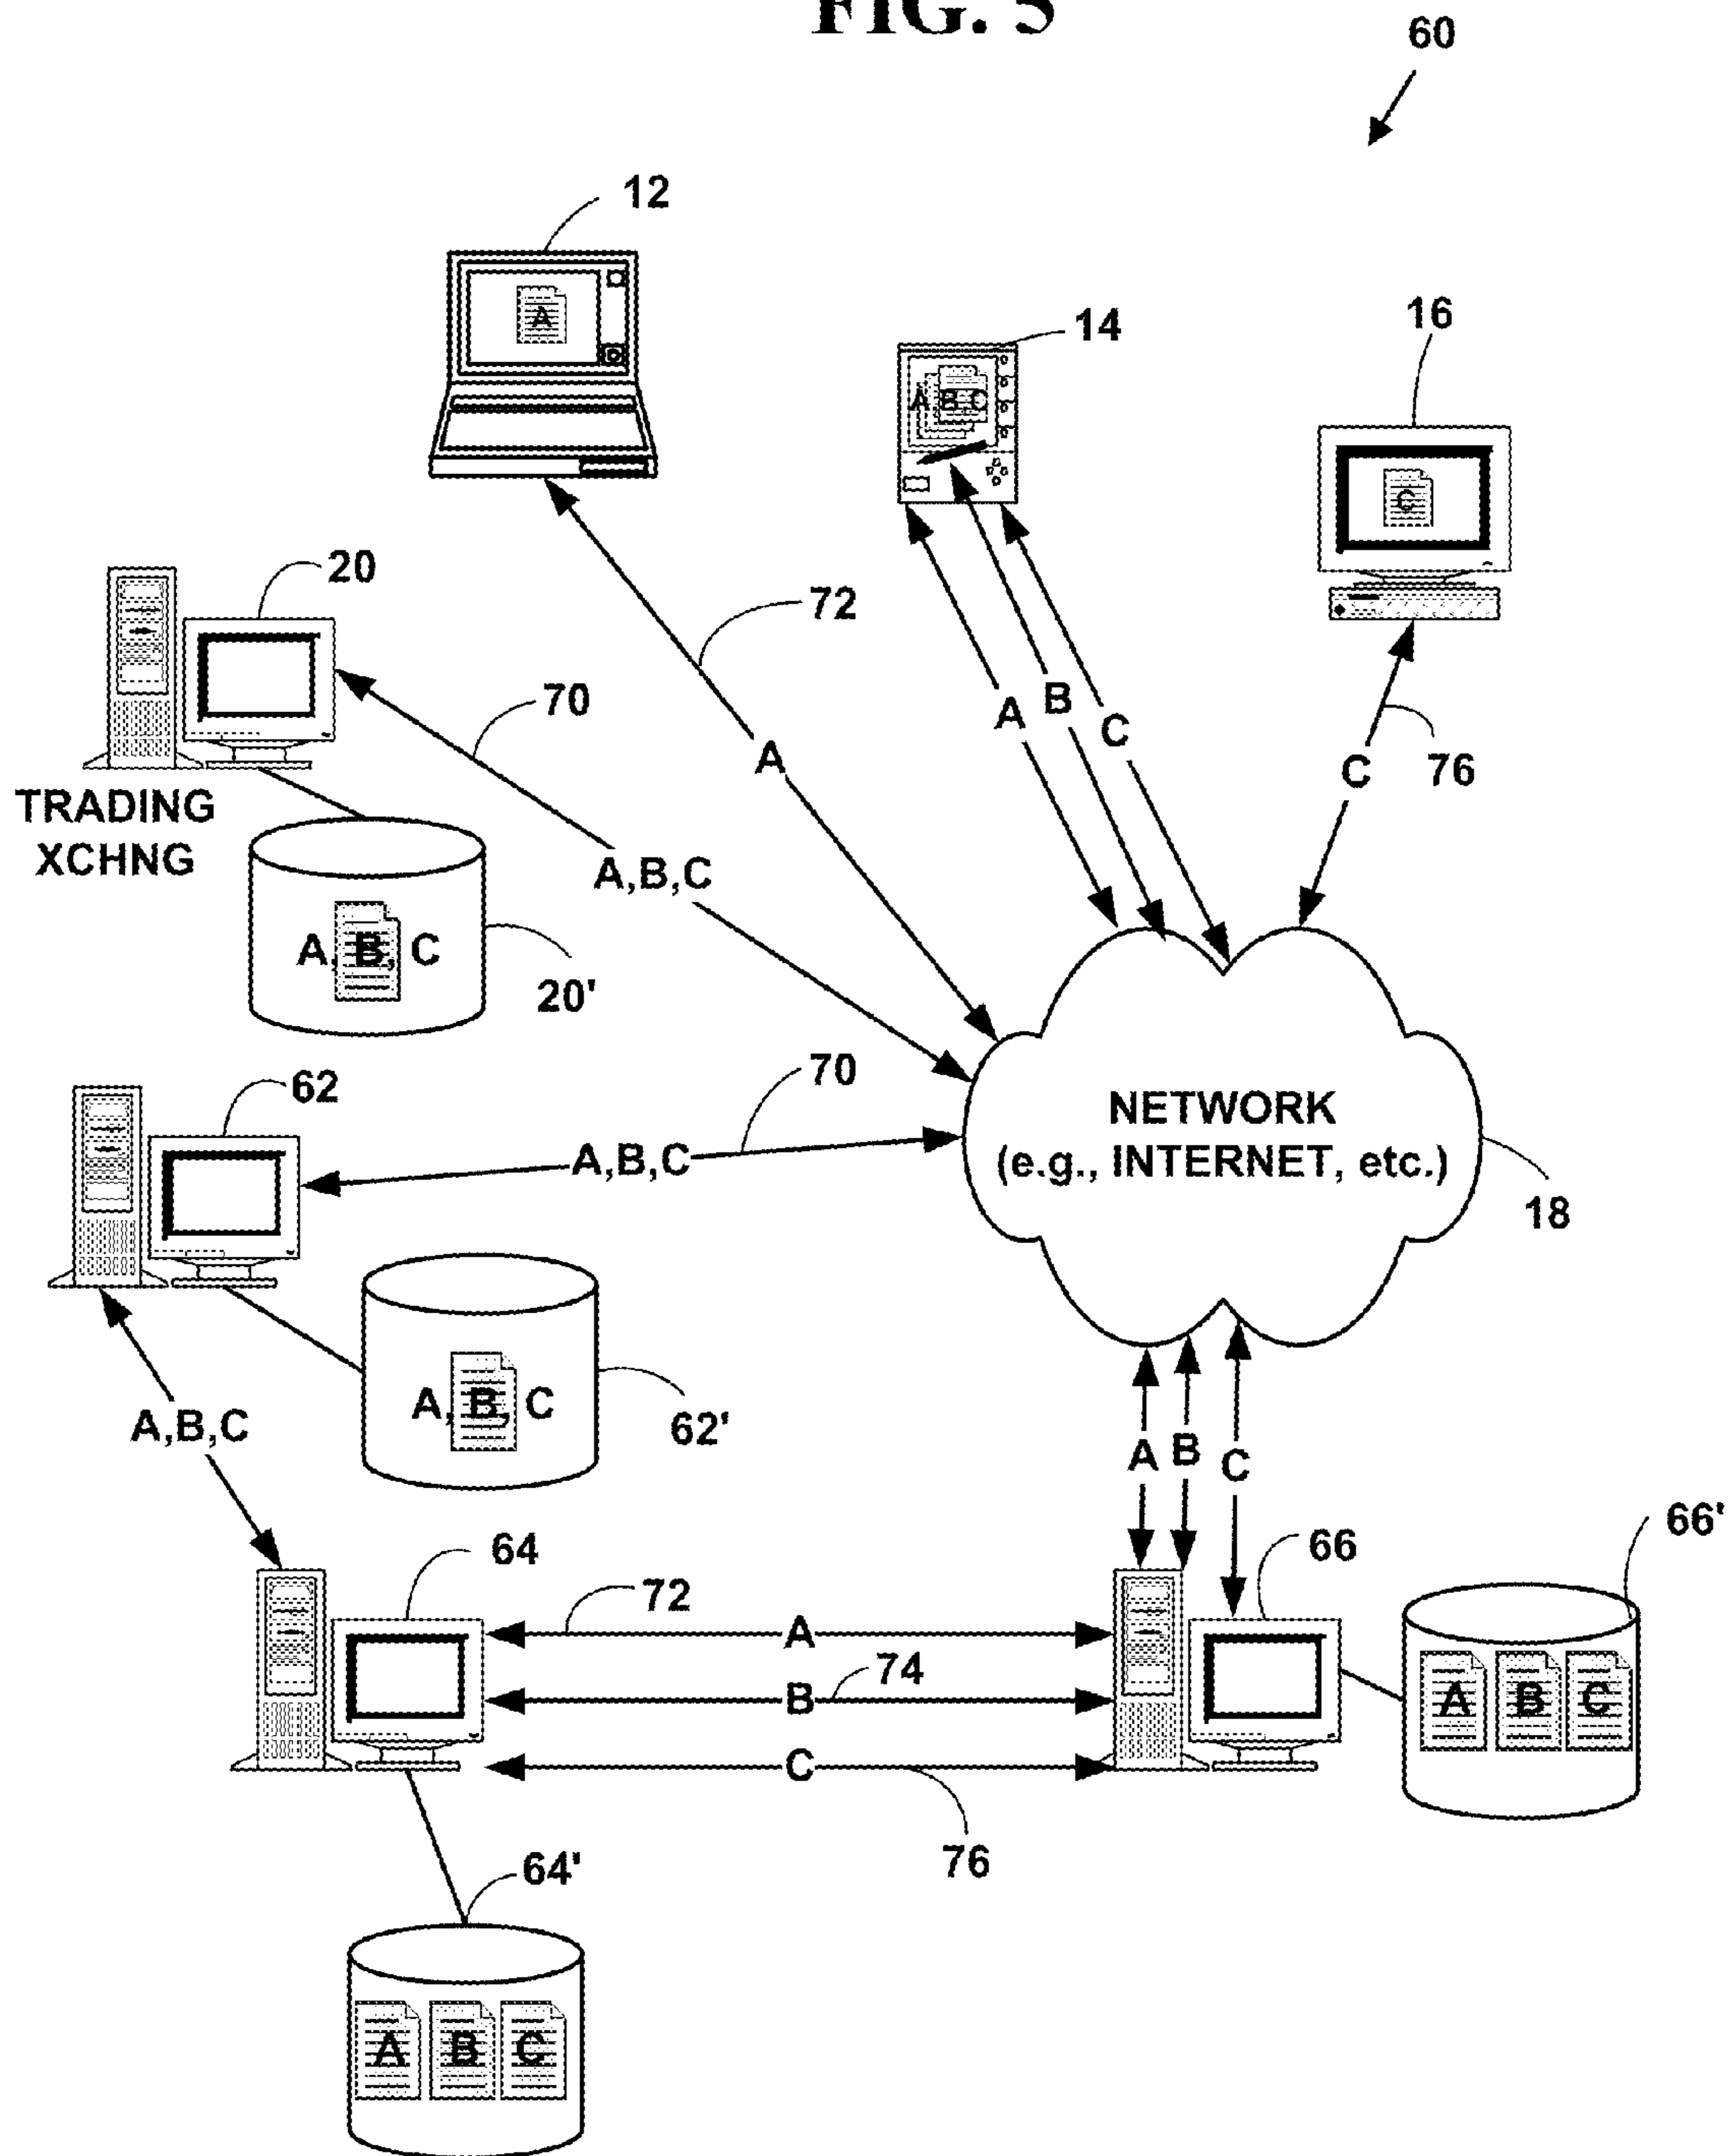 FIG. 5
60
12
A
14
A B,C
16
C
20
72
70
A
B
C
A
C
76
TRADING
XCHNG
A,B,C
A, B, C
20'
62
70
NETWORK
(e.g., INTERNET, etc.)
A,B,C
18
A, B, C
62'
A,B,C
A
B
C
64
66
66'
72
A
74
B
C
76
A
B
C
64'
A
B
C